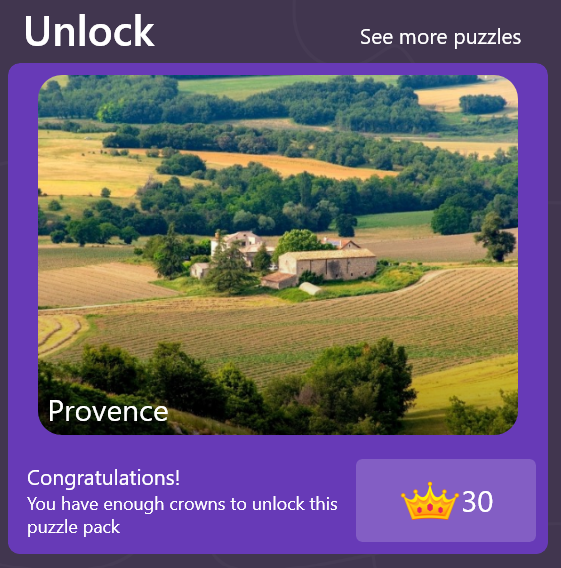 Unlock
See more puzzles
Provence
Congratulations!
You have enough crowns to unlock this
puzzle pack
30